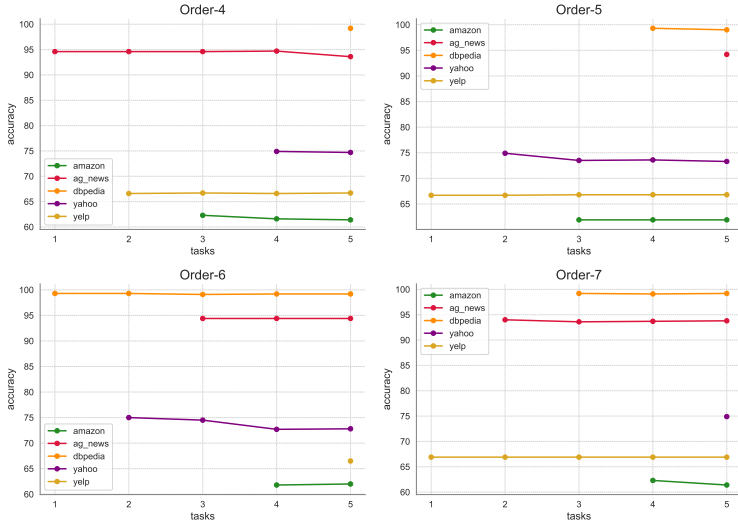 Order-4
accuracy
100
95
90
85
80
75
70
65
60
amazon
ag_news
dbpedia
yahoo
yelp
1 2 3 4 5
tasks
Order-5
accuracy
100
95
90
85
80
75
70
65
amazon
ag_news
dbpedia
yahoo
yelp
1 2 3 4 5
tasks
Order-6
accuracy
100
95
90
85
80
75
70
65
60
amazon
ag_news
dbpedia
yahoo
yelp
1 2 3 4 5
tasks
Order-7
accuracy
100
95
90
85
80
75
70
65
60
amazon
ag_news
dbpedia
yahoo
yelp
1 2 3 4 5
tasks